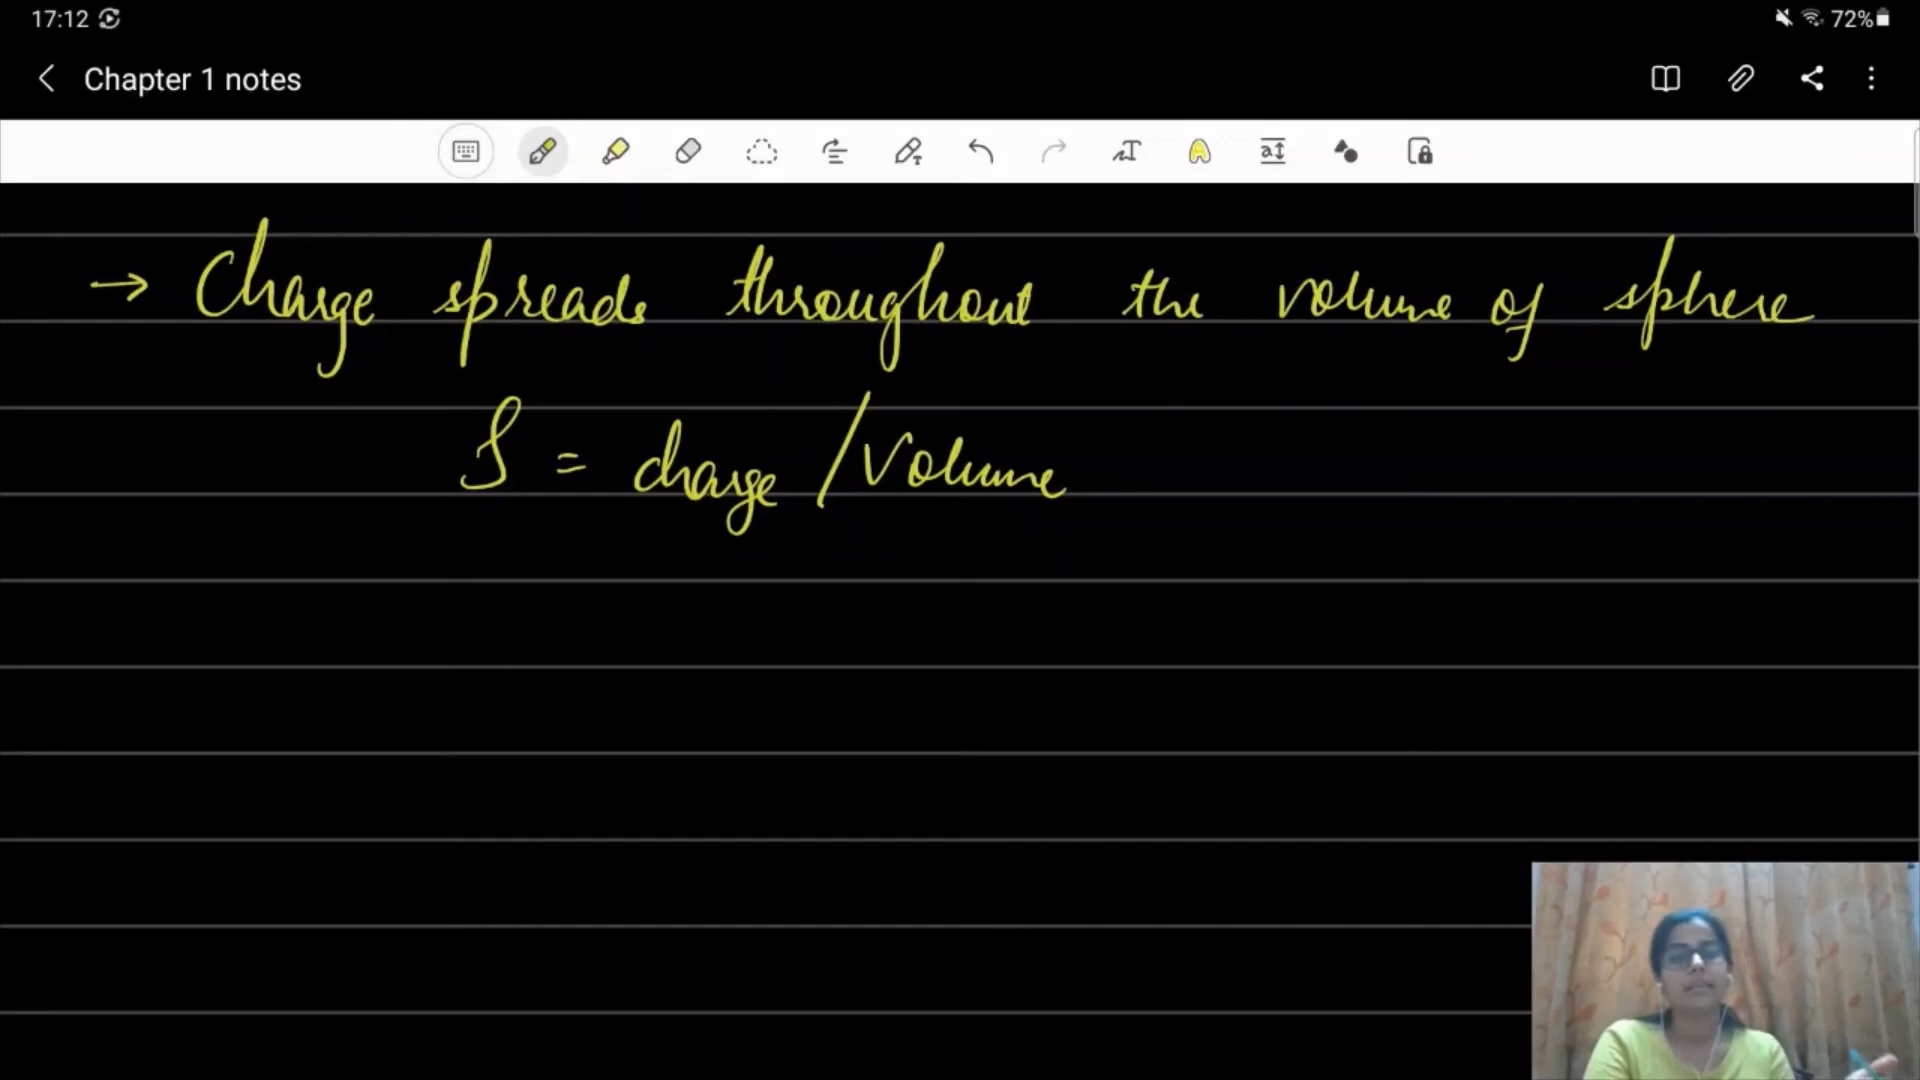 17:12 72%
Chapter 1 notes
→ Charge spreads throughout the volume of sphere
ρ = charge / Volume